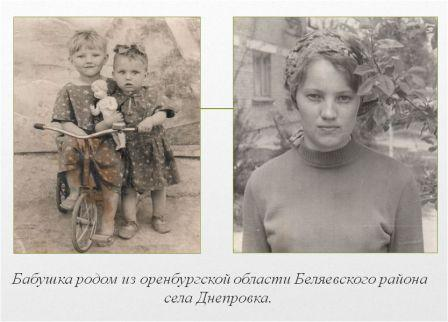 Бабушка родом из оренбургской области Беляевского района
села Днепровка.